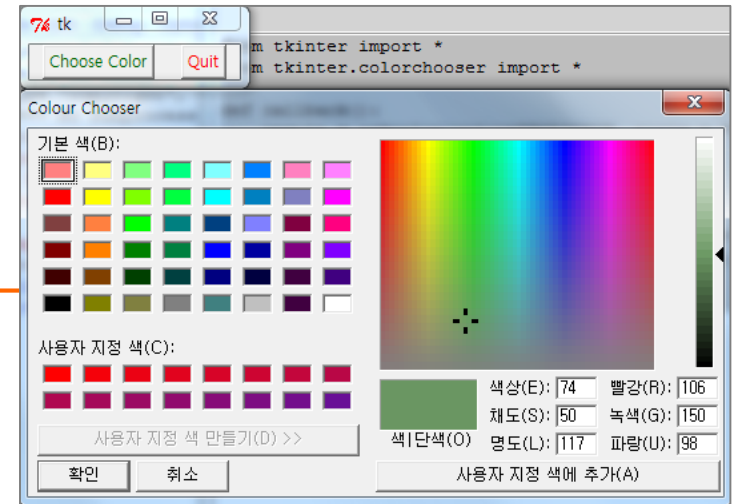 tk
m tkinter import *
Choose Color Quit
m tkinter.colorchooser import *
Colour Chooser
기본 색(B):
사용자 지정 색(C):
색상(E): 74 빨강(R): 106
채도(S): 50 녹색(G): 150
색|단색(O) 명도(L): 117 파랑(U): 98
사용자 지정 색 만들기(D) >>
확인 취소 사용자 지정 색에 추가(A)